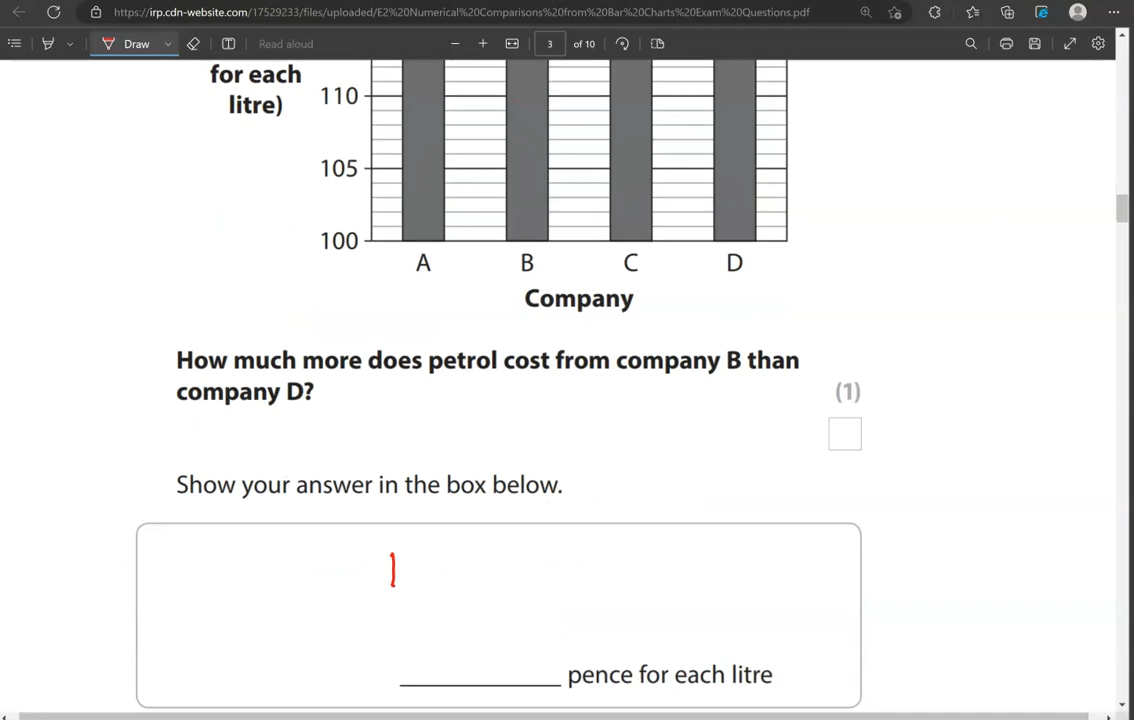 https://irp.cdn-website.com/17529233/files/uploaded/E2%20Numerical%20Comparisons%20from%20Bar%20Charts%20Exam%20Questions.pdf
Draw
Read aloud
3 of 10
for each
litre)
110
105
100
A B C D
Company
How much more does petrol cost from company B than
company D?
(1)
Show your answer in the box below.
1
____________ pence for each litre